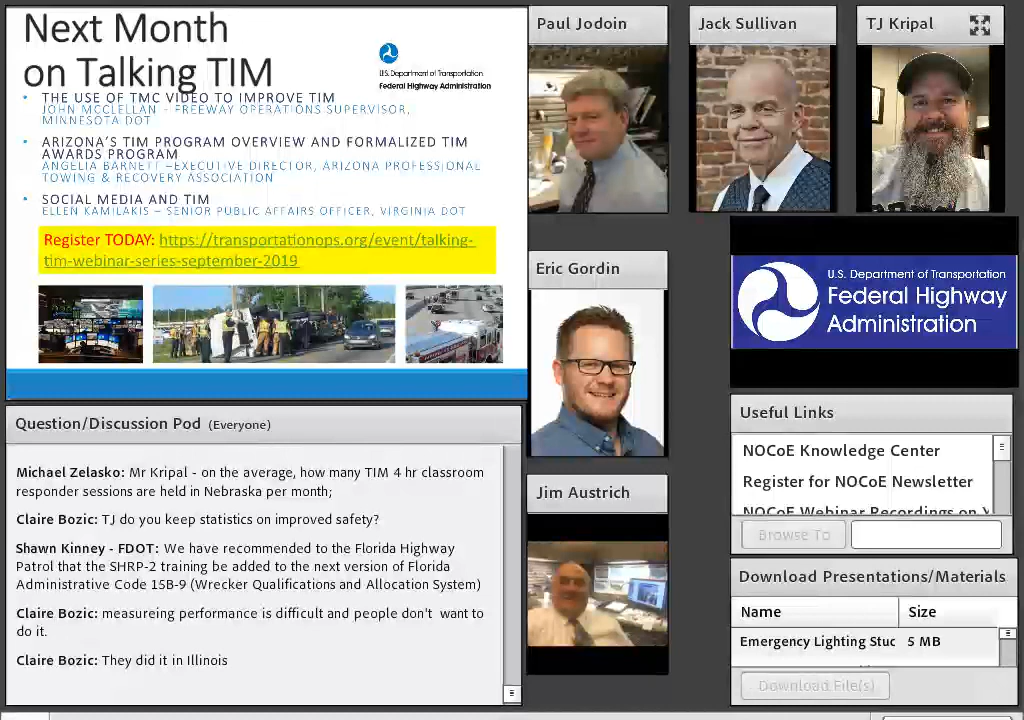 Next Month
on Talking TIM
U.S. Department of Transportation
Federal Highway Administration
• THE USE OF TMC VIDEO TO IMPROVE TIM
JOHN MCCLELLAN - FREEWAY OPERATIONS SUPERVISOR,
MINNESOTA DOT
• ARIZONA'S TIM PROGRAM OVERVIEW AND FORMALIZED TIM
AWARDS PROGRAM
ANGELIA BARNETT –EXECUTIVE DIRECTOR, ARIZONA PROFESSIONAL
TOWING & RECOVERY ASSOCIATION
• SOCIAL MEDIA AND TIM
ELLEN KAMILAKIS – SENIOR PUBLIC AFFAIRS OFFICER, VIRGINIA DOT
Register TODAY: https://transportationops.org/event/talking-
tim-webinar-series-september-2019
Paul Jodoin
Jack Sullivan
TJ Kripal
Eric Gordin
Jim Austrich
U.S. Department of Transportation
Federal Highway
Administration
Question/Discussion Pod (Everyone)
Michael Zelasko: Mr Kripal - on the average, how many TIM 4 hr classroom
responder sessions are held in Nebraska per month;
Claire Bozic: TJ do you keep statistics on improved safety?
Shawn Kinney - FDOT: We have recommended to the Florida Highway
Patrol that the SHRP-2 training be added to the next version of Florida
Administrative Code 15B-9 (Wrecker Qualifications and Allocation System)
Claire Bozic: measureing performance is difficult and people don't want to
do it.
Claire Bozic: They did it in Illinois
Useful Links
NOCoE Knowledge Center
Register for NOCoE Newsletter
NOCoE Webinar Recordings on
Browse To
Download Presentations/Materials
Name Size
Emergency Lighting Stuc 5 MB
Download File(s)